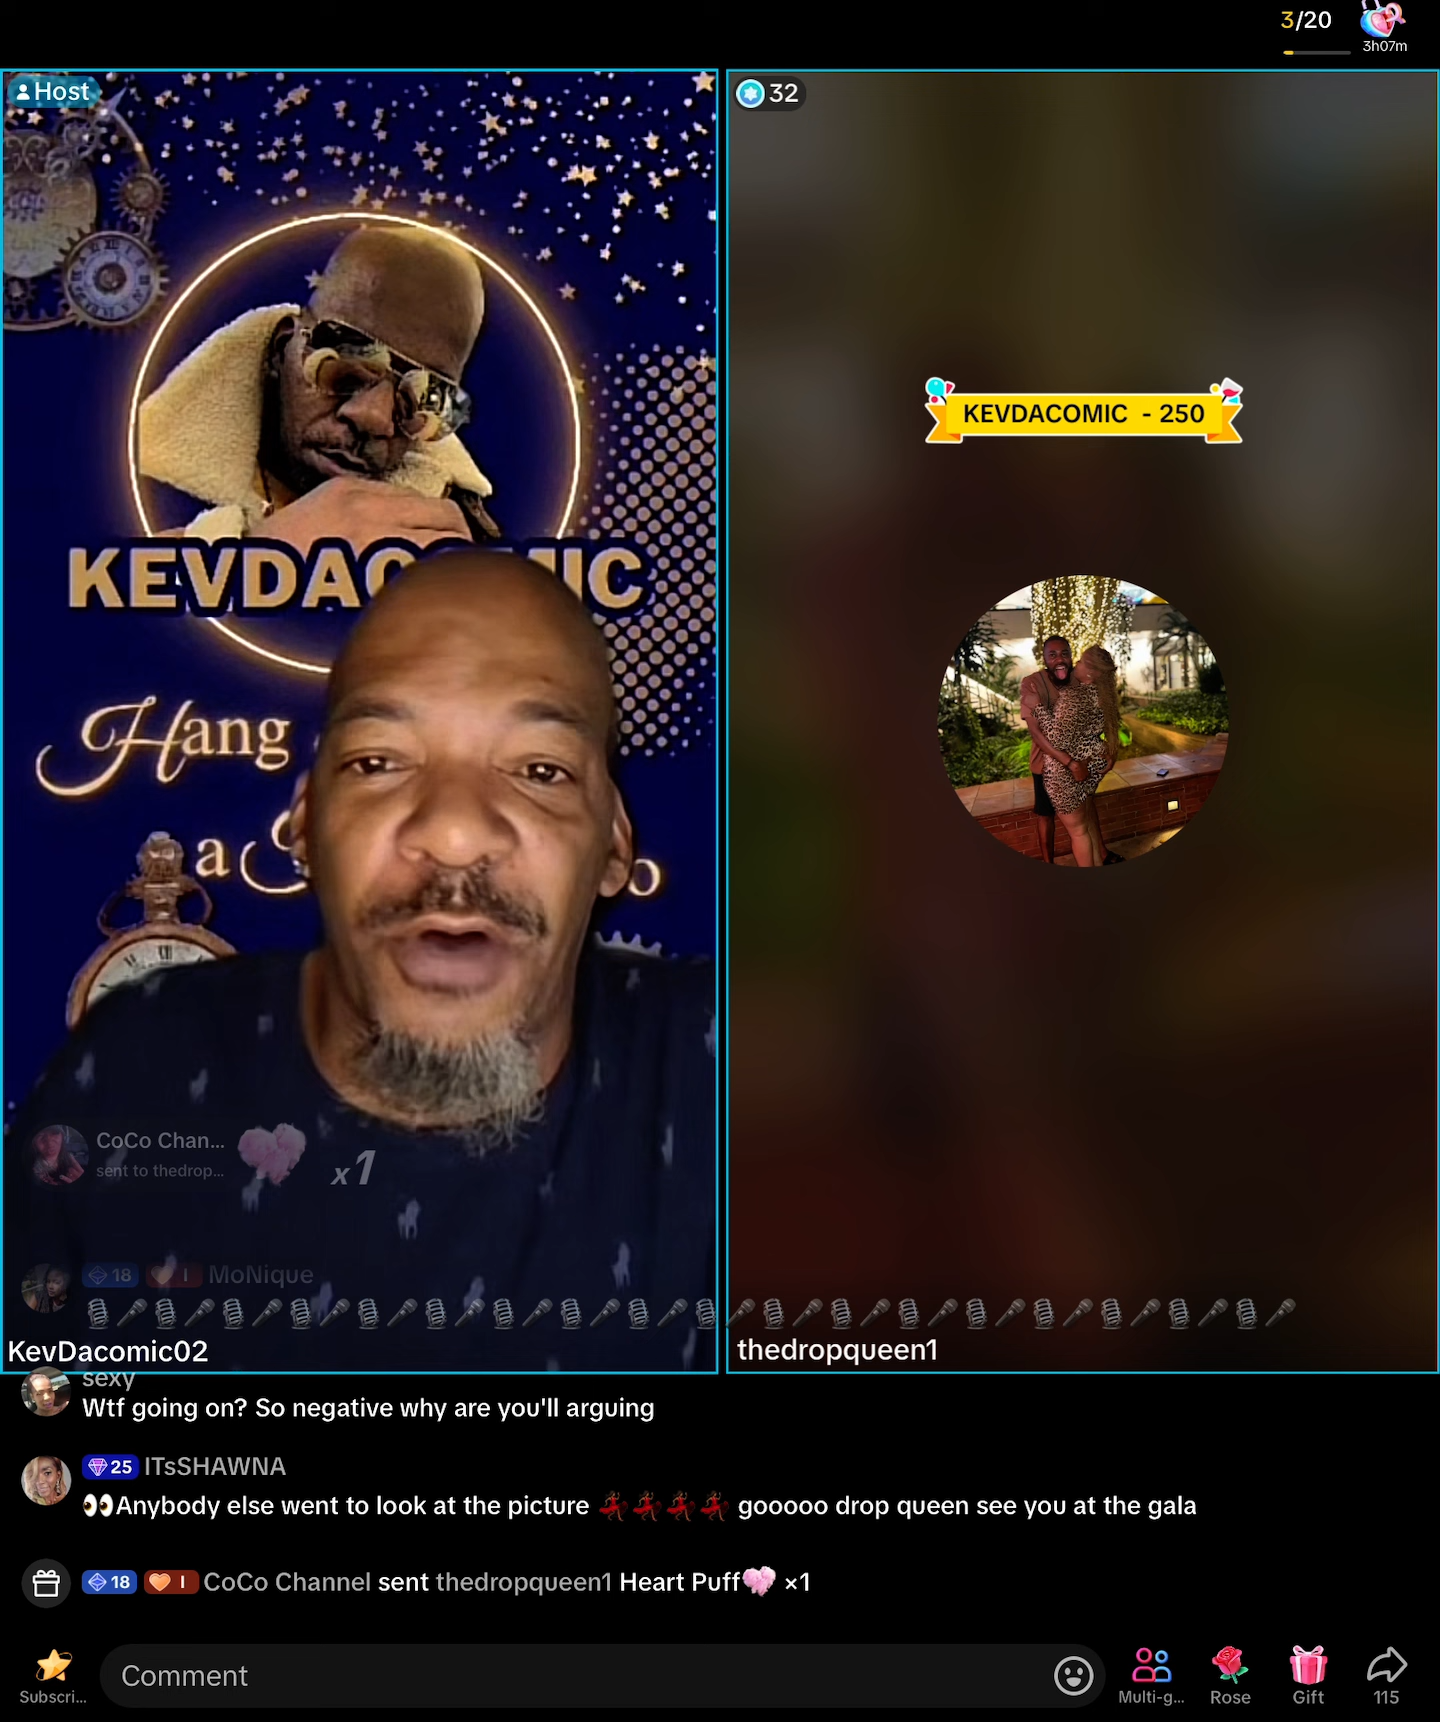 3/20
3h07m
Host
32
KEVDACOMIC - 250
KEVDAC MIC
Hang
a
o
CoCo Chan...
sent to thedrop...
x1
18 I MoNique
🎙️🎤🎙️🎤🎙️🎤🎙️🎤🎙️🎤🎙️🎤🎙️🎤🎙️🎤🎙️🎤🎙️🎤🎙️🎤🎙️🎤🎙️🎤🎙️🎤🎙️🎤🎙️🎤🎙️🎤🎙️🎤
KevDacomic02
thedropqueen1
sexy
Wtf going on? So negative why are you'll arguing
25 ITsSHAWNA
👀Anybody else went to look at the picture 💃💃💃💃 gooooo drop queen see you at the gala
18 I CoCo Channel sent thedropqueen1 Heart Puff ×1
Comment
Subscri...
Multi-g...
Rose
Gift
115